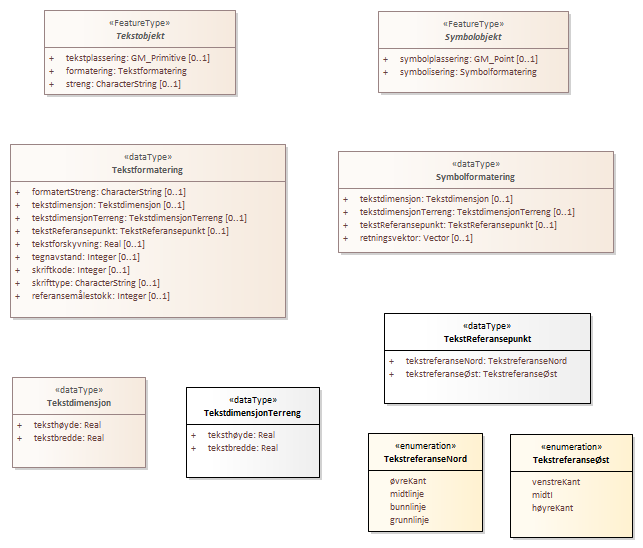 «FeatureType»
Tekstobjekt
+ tekstplassering: GM_Primitive [0..1]
+ formatering: Tekstformatering
+ streng: CharacterString [0..1]
«FeatureType»
Symbolobjekt
+ symbolplassering: GM_Point [0..1]
+ symbolisering: Symbolformatering
«dataType»
Tekstformatering
+ formatertStreng: CharacterString [0..1]
+ tekstdimensjon: Tekstdimensjon [0..1]
+ tekstdimensjonTerreng: TekstdimensjonTerreng [0..1]
+ tekstReferansepunkt: TekstReferansepunkt [0..1]
+ tekstforskyvning: Real [0..1]
+ tegnavstand: Integer [0..1]
+ skriftkode: Integer [0..1]
+ skrifttype: CharacterString [0..1]
+ referansemålestokk: Integer [0..1]
«dataType»
Symbolformatering
+ tekstdimensjon: Tekstdimensjon [0..1]
+ tekstdimensjonTerreng: TekstdimensjonTerreng [0..1]
+ tekstReferansepunkt: TekstReferansepunkt [0..1]
+ retningsvektor: Vector [0..1]
«dataType»
TekstReferansepunkt
+ tekstreferanseNord: TekstreferanseNord
+ tekstreferanseØst: TekstreferanseØst
«dataType»
Tekstdimensjon
+ teksthøyde: Real
+ tekstbredde: Real
«dataType»
TekstdimensjonTerreng
+ teksthøyde: Real
+ tekstbredde: Real
«enumeration»
TekstreferanseNord
øvreKant
midtlinje
bunnlinje
grunnlinje
«enumeration»
TekstreferanseØst
venstreKant
midtI
høyreKant